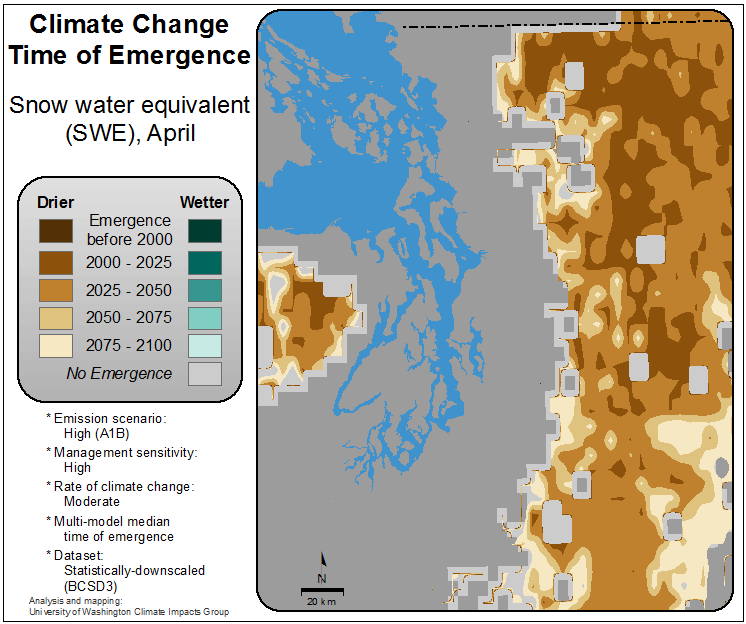 Climate Change
Time of Emergence
Snow water equivalent
(SWE), April
Drier Wetter
Emergence
before 2000
2000 - 2025
2025 - 2050
2050 - 2075
2075 - 2100
No Emergence
* Emission scenario:
High (A1B)
* Management sensitivity:
High
* Rate of climate change:
Moderate
* Multi-model median
time of emergence
* Dataset:
Statistically-downscaled
(BCSD3)
Analysis and mapping:
University of Washington Climate Impacts Group
N
20 km